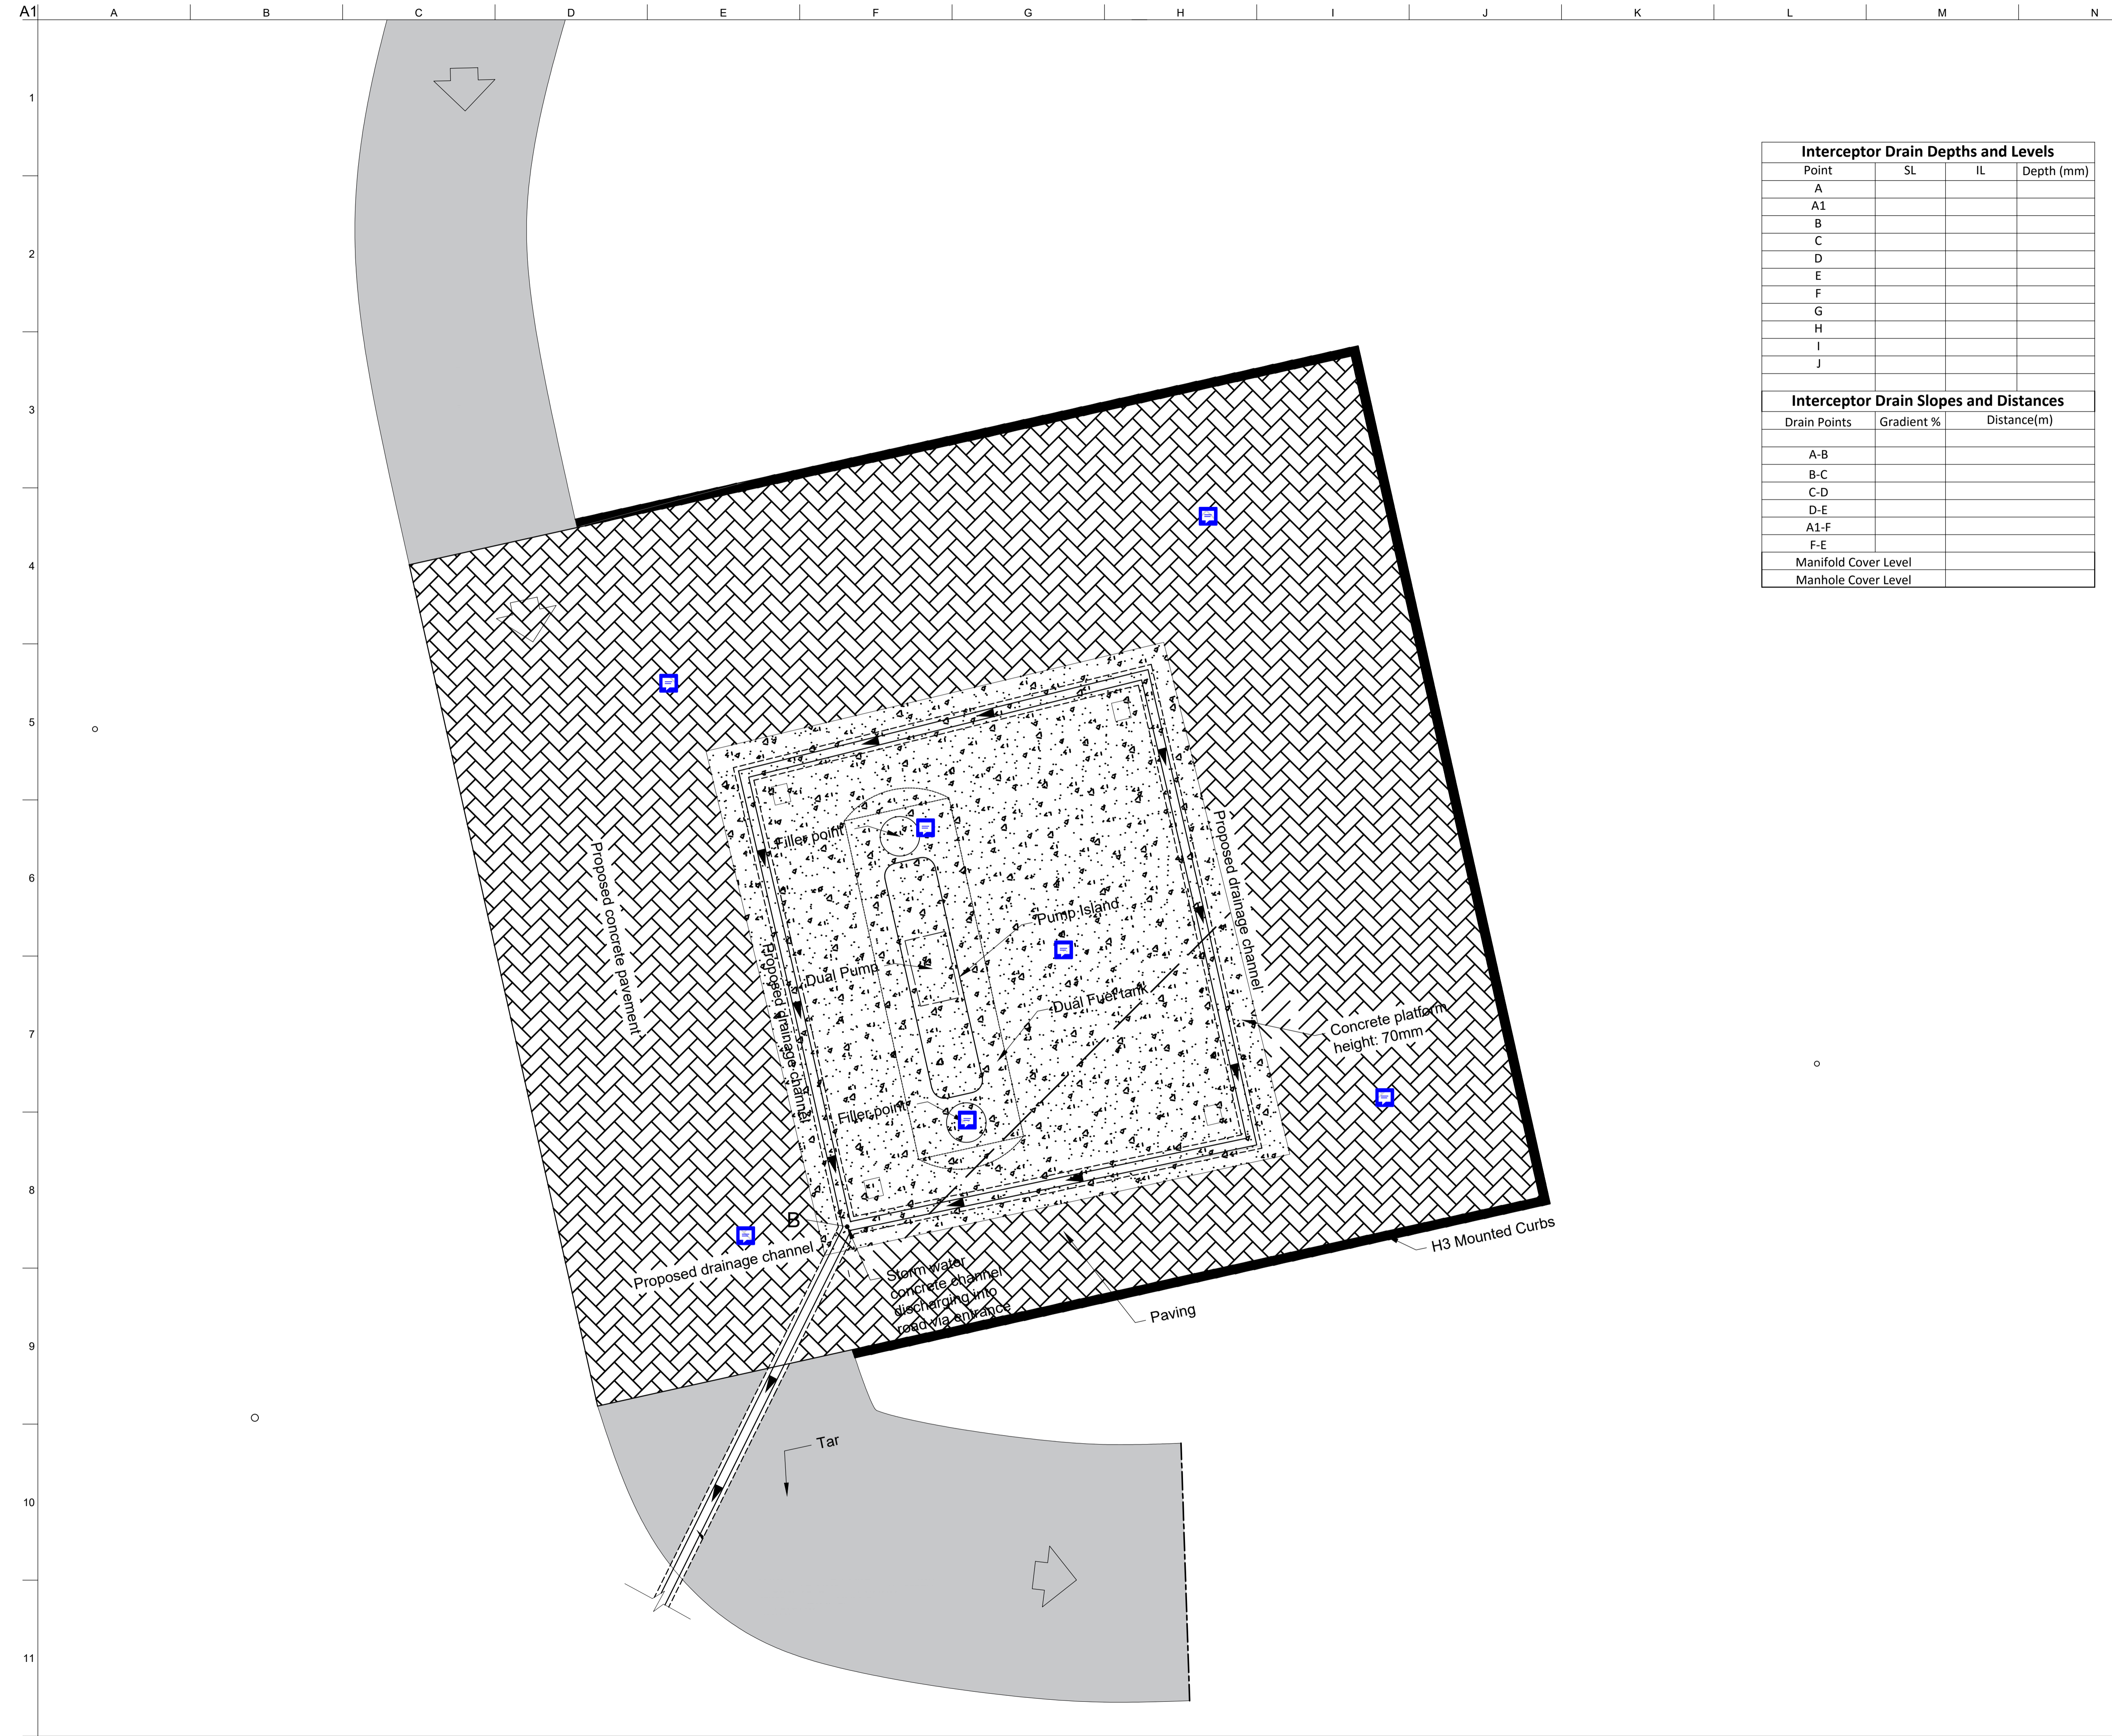 A1
A B C D E F G H I J K L M N
1
2
3
4
5
6
7
8
9
10
11
Interceptor Drain Depths and Levels
Point SL IL Depth (mm)
A
A1
B
C
D
E
F
G
H
I
J
Interceptor Drain Slopes and Distances
Drain Points Gradient % Distance(m)
A-B
B-C
C-D
D-E
A1-F
F-E
Manifold Cover Level
Manhole Cover Level
Filler point
Proposed concrete pavement
Proposed drainage channel
Pump Island
Dual Pump
Proposed drainage channel
Dual Fuel tank
Concrete platform
height: 70mm
Filler point
B
Proposed drainage channel
H3 Mounted Curbs
Storm water
concrete channel
discharging into
road via entrance
Paving
Tar